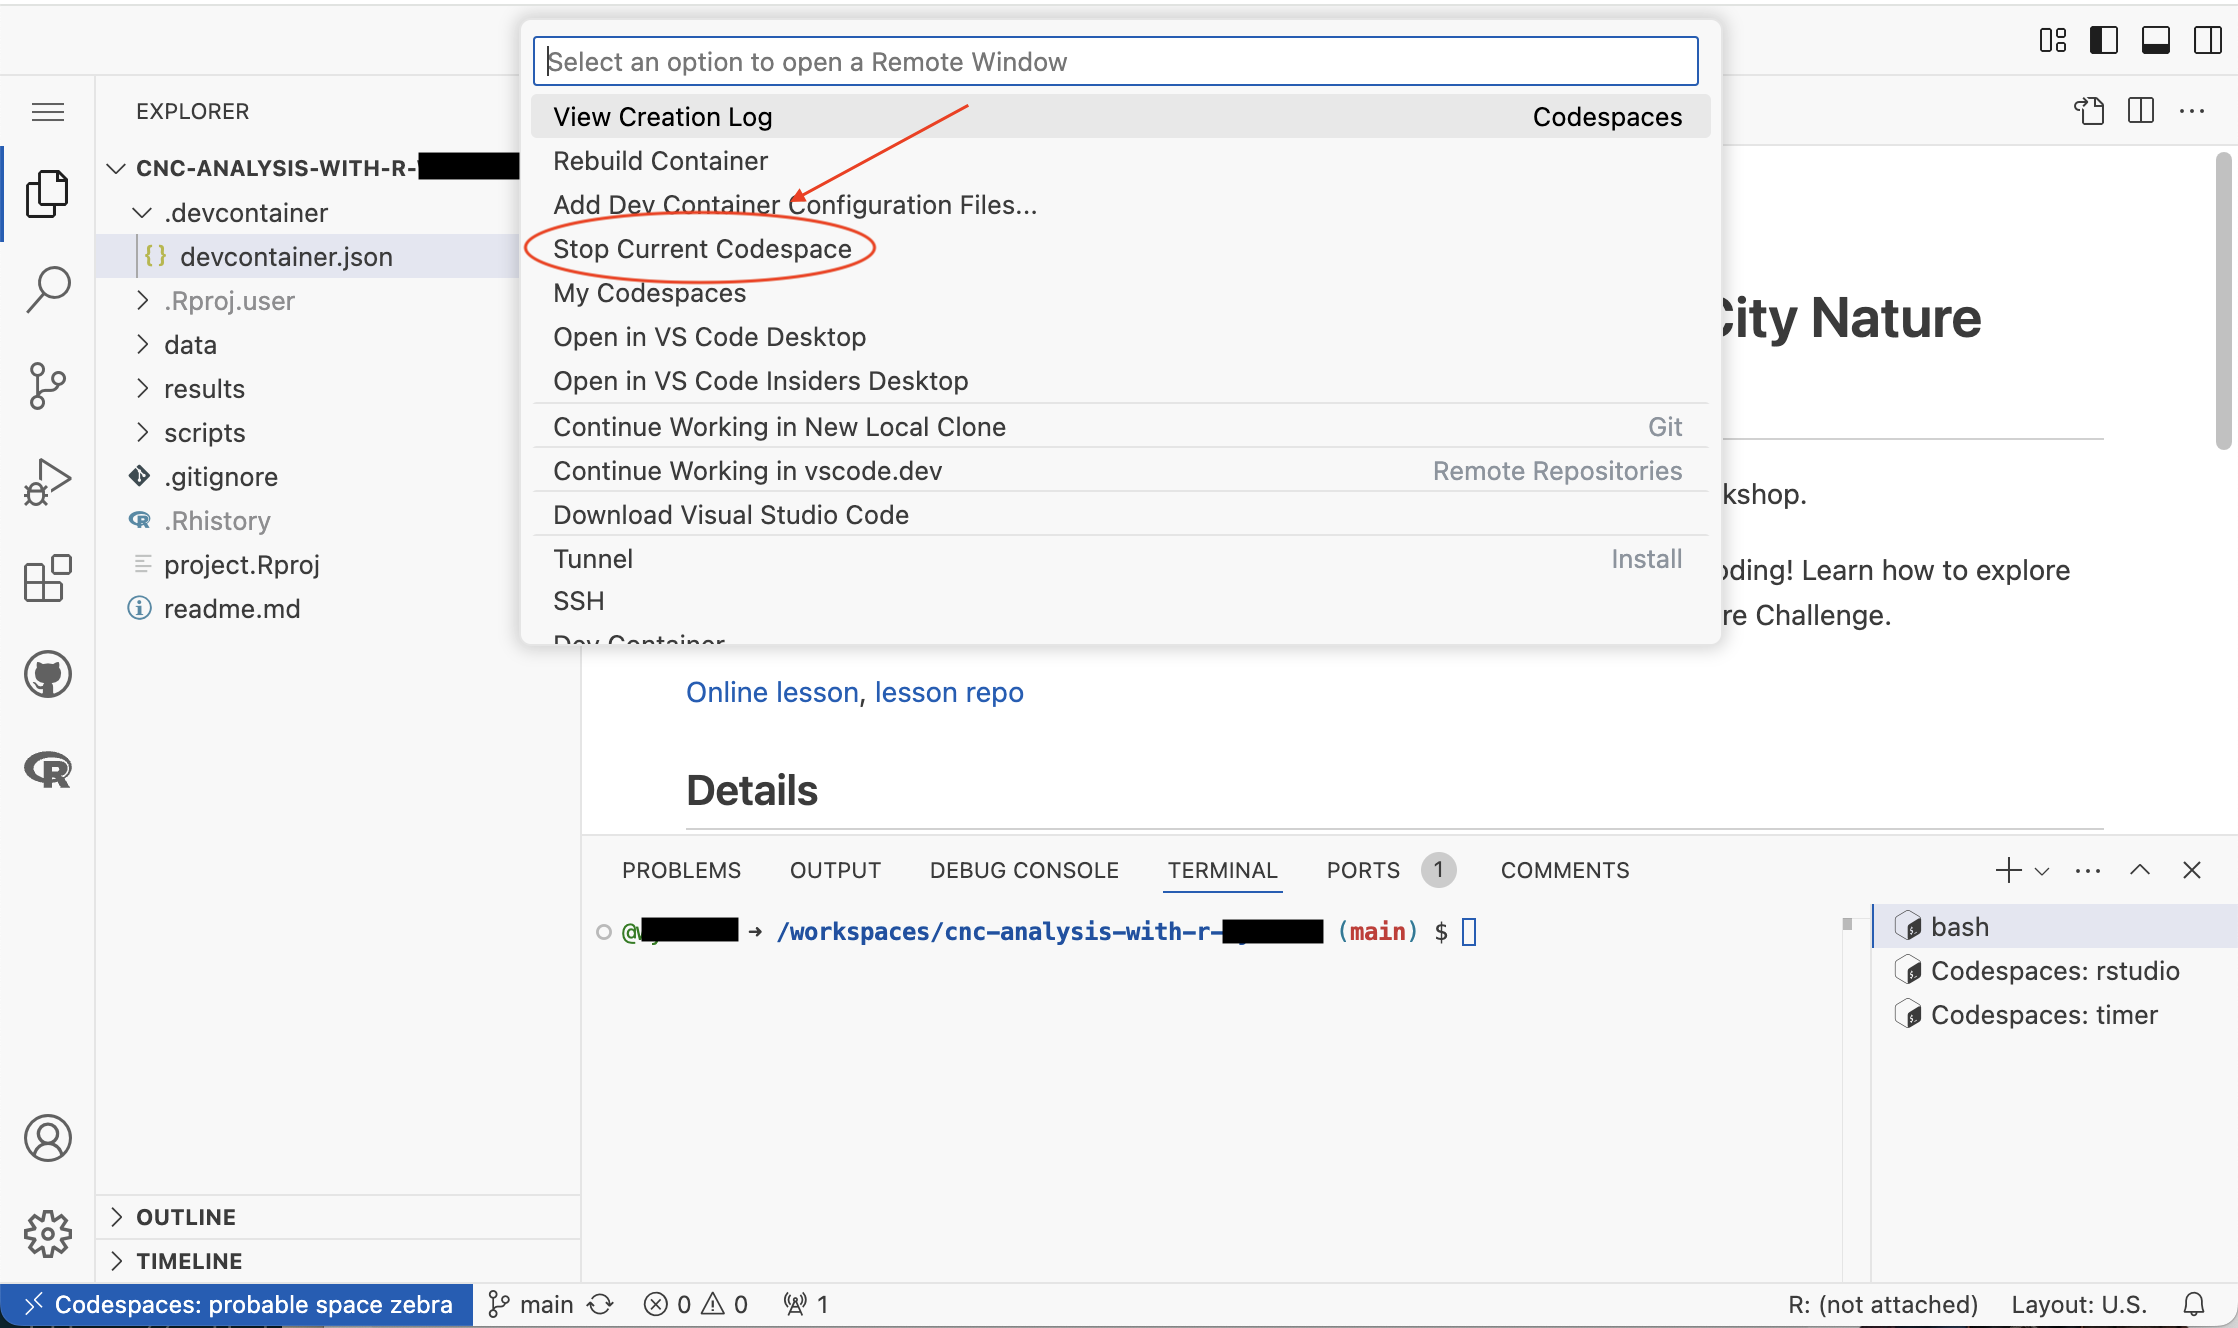 Select an option to open a Remote Window
View Creation Log Codespaces
Rebuild Container
Add Dev Container Configuration Files...
Stop Current Codespace
My Codespaces
Open in VS Code Desktop
Open in VS Code Insiders Desktop
Continue Working in New Local Clone Git
Continue Working in vscode.dev Remote Repositories
Download Visual Studio Code
Tunnel Install
SSH
Dev Container
EXPLORER
CNC-ANALYSIS-WITH-R-
.devcontainer
{} devcontainer.json
.Rproj.user
data
results
scripts
.gitignore
.Rhistory
project.Rproj
readme.md
OUTLINE
TIMELINE
City Nature
kshop.
oding! Learn how to explore
re Challenge.
Online lesson, lesson repo
Details
PROBLEMS OUTPUT DEBUG CONSOLE TERMINAL PORTS 1 COMMENTS
@ → /workspaces/cnc-analysis-with-r- (main) $
bash
Codespaces: rstudio
Codespaces: timer
Codespaces: probable space zebra main 0 0 1 R: (not attached) Layout: U.S.